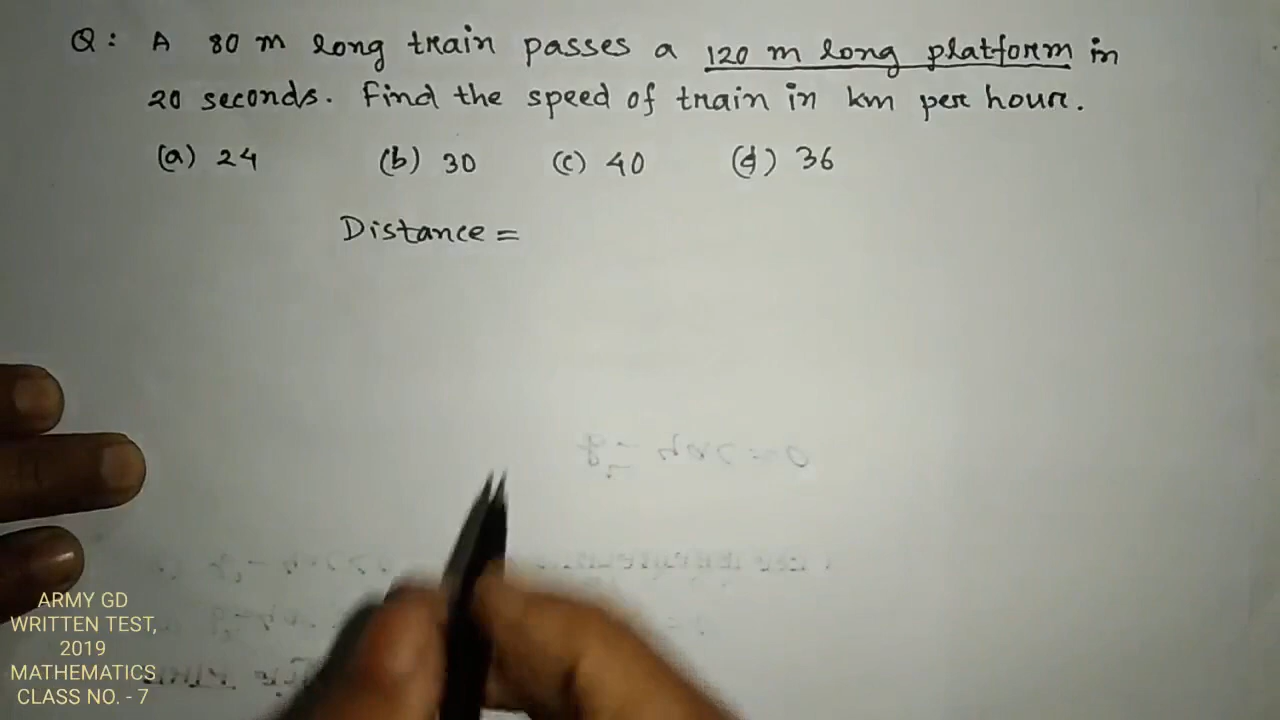 Q: A 80 m long train passes a 120 m long platform in
20 seconds. Find the speed of train in km per hour.
(a) 24 (b) 30 (c) 40 (d) 36
Distance =
ARMY GD
WRITTEN TEST,
2019
MATHEMATICS
CLASS NO. - 7